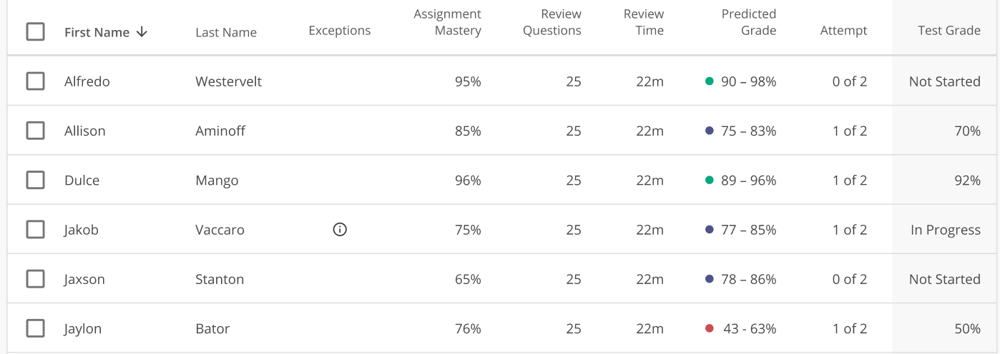 First Name Last Name Exceptions Assignment Mastery Review Questions Review Time Predicted Grade Attempt Test Grade
Alfredo Westervelt 95% 25 22m 90 – 98% 0 of 2 Not Started
Allison Aminoff 85% 25 22m 75 – 83% 1 of 2 70%
Dulce Mango 96% 25 22m 89 – 96% 1 of 2 92%
Jakob Vaccaro 75% 25 22m 77 – 85% 1 of 2 In Progress
Jaxson Stanton 65% 25 22m 78 – 86% 0 of 2 Not Started
Jaylon Bator 76% 25 22m 43 - 63% 1 of 2 50%